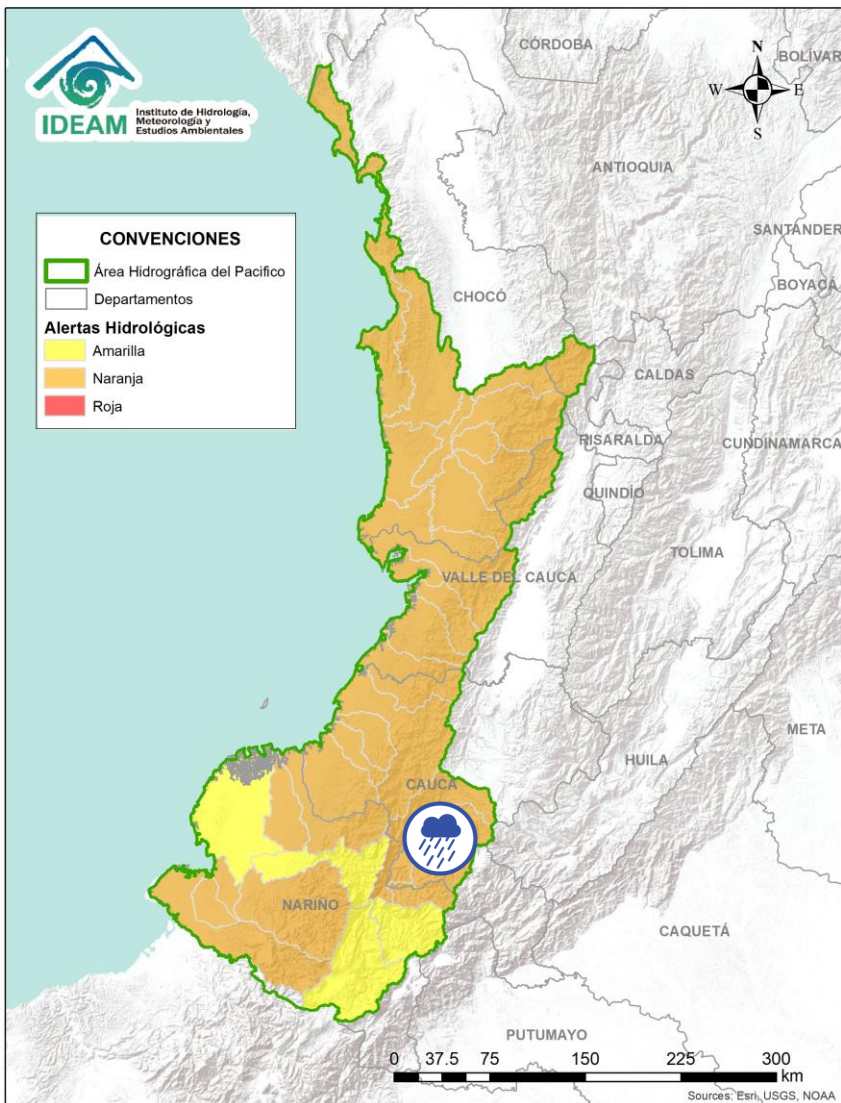 IDEAM
Instituto de Hidrología,
Meteorología y
Estudios Ambientales
CÓRDOBA
BOLÍVAR
N
W
E
S
ANTIOQUIA
SANTANDER
BOYACÁ
CONVENCIONES
Área Hidrográfica del Pacifico
Departamentos
Alertas Hidrológicas
Amarilla
Naranja
Roja
CHOCÓ
CALDAS
RISARALDA
CUNDINAMARCA
QUINDÍO
TOLIMA
VALLE DEL CAUCA
META
HUILA
CAUCA
NARIÑO
CAQUETÁ
PUTUMAYO
0 37.5 75 150 225 300
km
Sources: Esri, USGS, NOAA